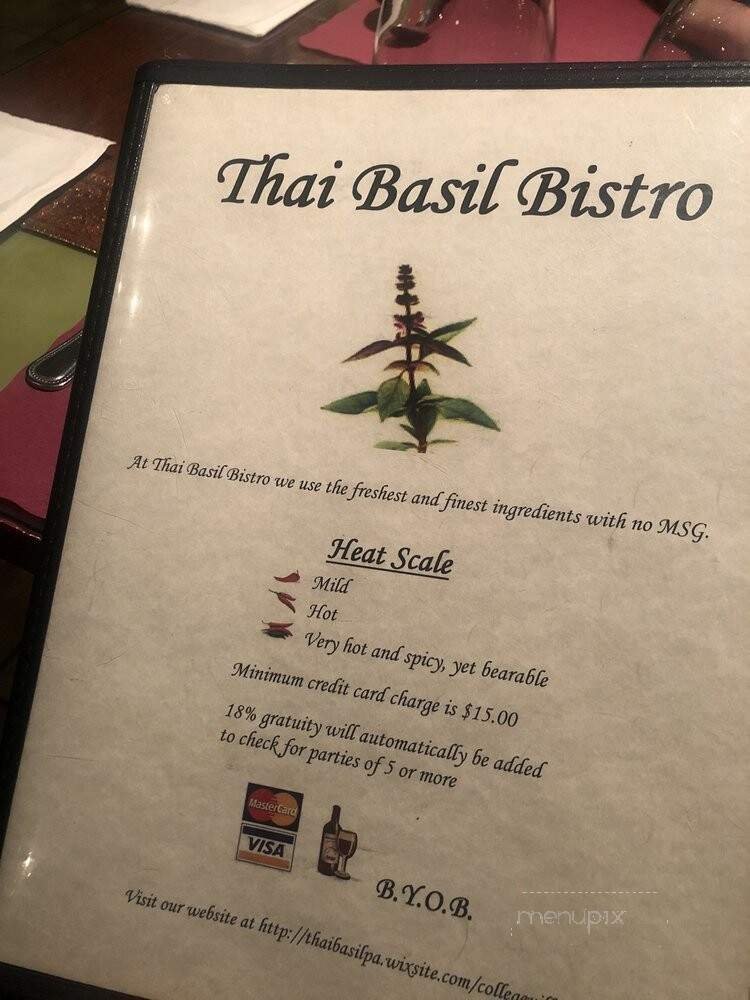 Thai Basil Bistro
At Thai Basil Bistro we use the freshest and finest ingredients with no MSG.
Heat Scale
Mild
Hot
Very hot and spicy, yet bearable
Minimum credit card charge is $15.00
18% gratuity will automatically be added
to check for parties of 5 or more
MasterCard
VISA
B.Y.O.B.
menupix
Visit our website at http://thaibasilpa.wixsite.com/